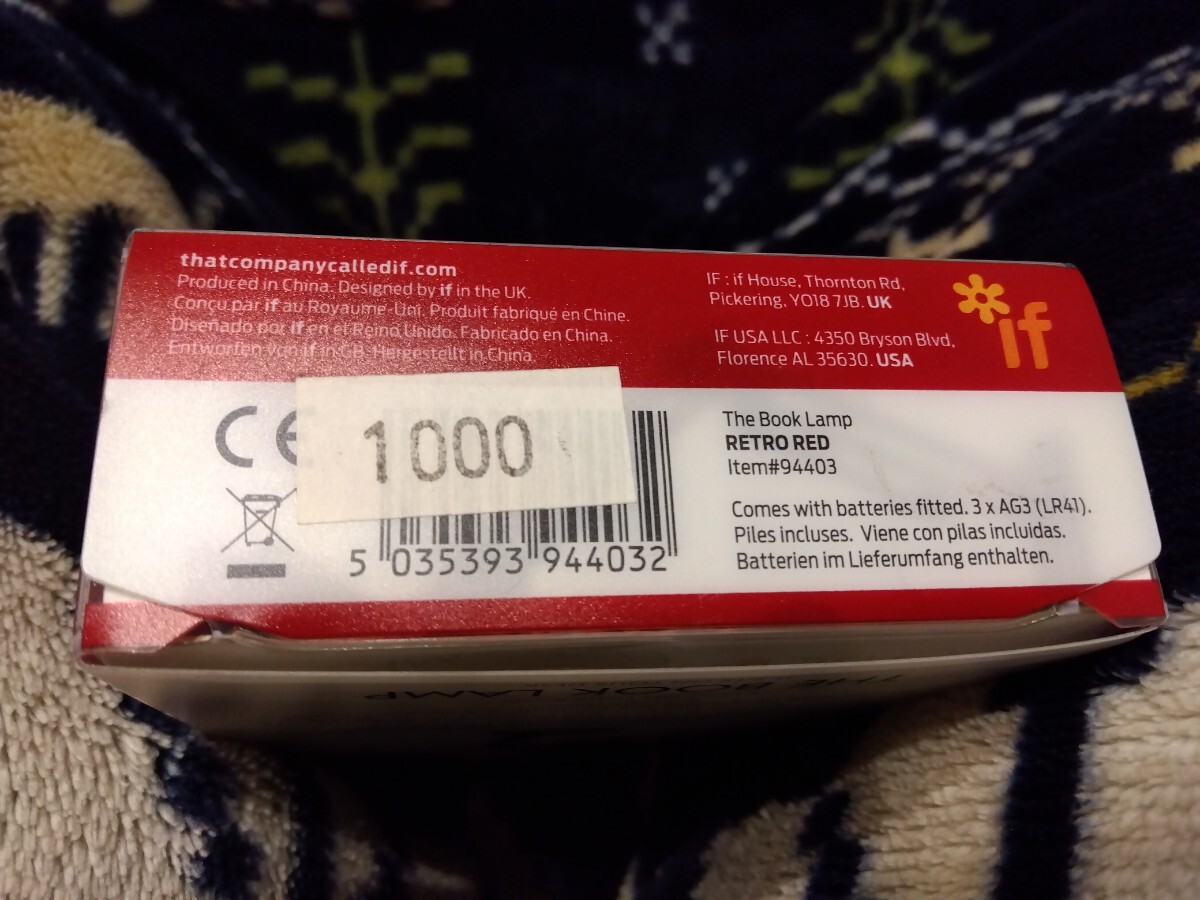 thatcompanycalledif.com
Produced in China. Designed by if in the UK.
Conçu par if au Royaume-Uni. Produit fabriqué en Chine.
Diseñado por if en el Reino Unido. Fabricado en China.
Entworfen von if in GB. Hergestellt in China.
IF : if House, Thornton Rd,
Pickering, YO18 7JB. UK
IF USA LLC : 4350 Bryson Blvd,
Florence AL 35630. USA
if
CE
1000
5 035393 944032
The Book Lamp
RETRO RED
Item#94403
Comes with batteries fitted. 3 x AG3 (LR41).
Piles incluses. Viene con pilas incluidas.
Batterien im Lieferumfang enthalten.
THE BOOK LAMP